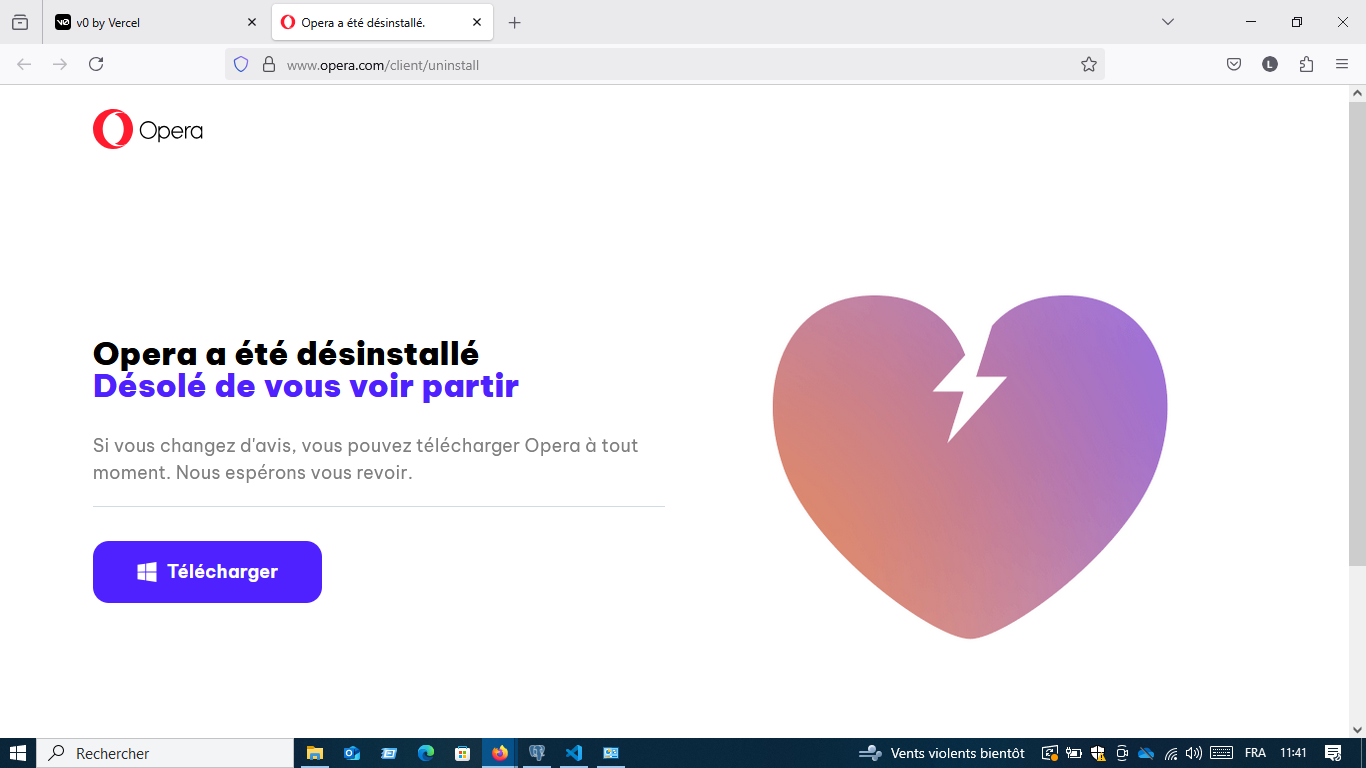 v0 by Vercel
Opera a été désinstallé.
www.opera.com/client/uninstall
L
Opera
Opera a été désinstallé
Désolé de vous voir partir
Si vous changez d'avis, vous pouvez télécharger Opera à tout
moment. Nous espérons vous revoir.
Télécharger
Rechercher
Vents violents bientôt
FRA
11:41